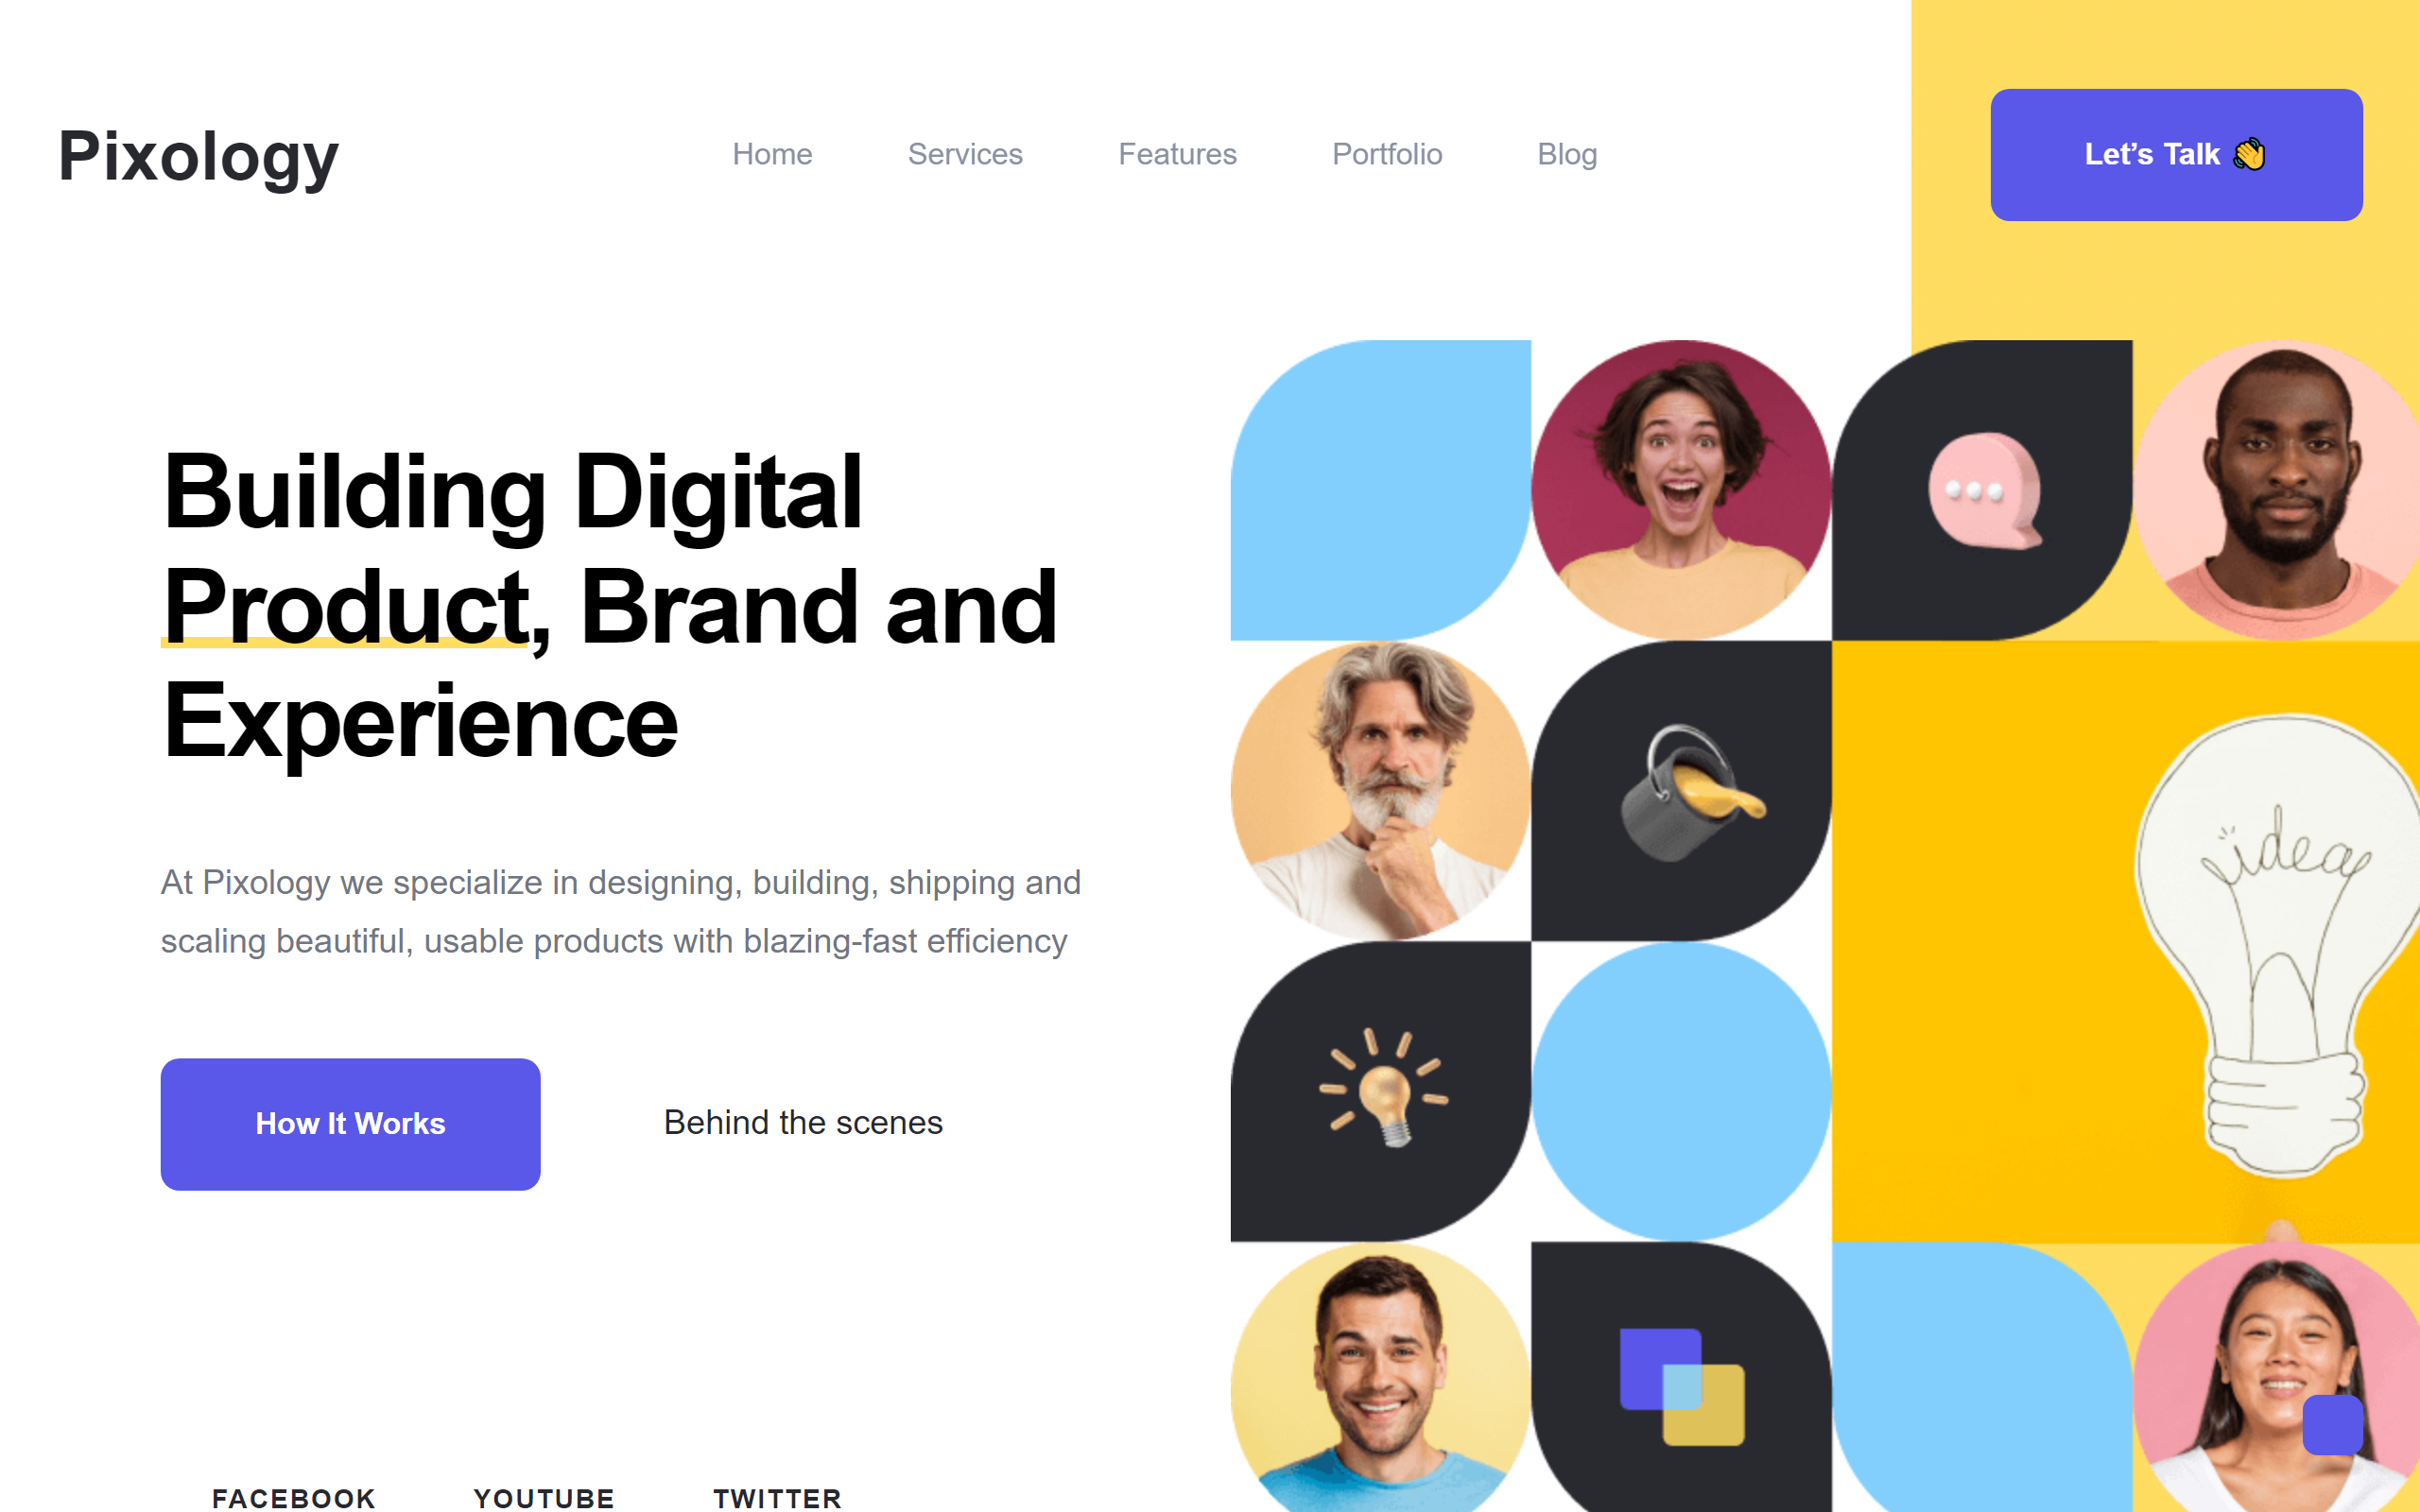 Pixology
Home Services Features Portfolio Blog
Let’s Talk 👋
Building Digital
Product, Brand and
Experience
At Pixology we specialize in designing, building, shipping and
scaling beautiful, usable products with blazing-fast efficiency
How It Works
Behind the scenes
idea
FACEBOOK YOUTUBE TWITTER